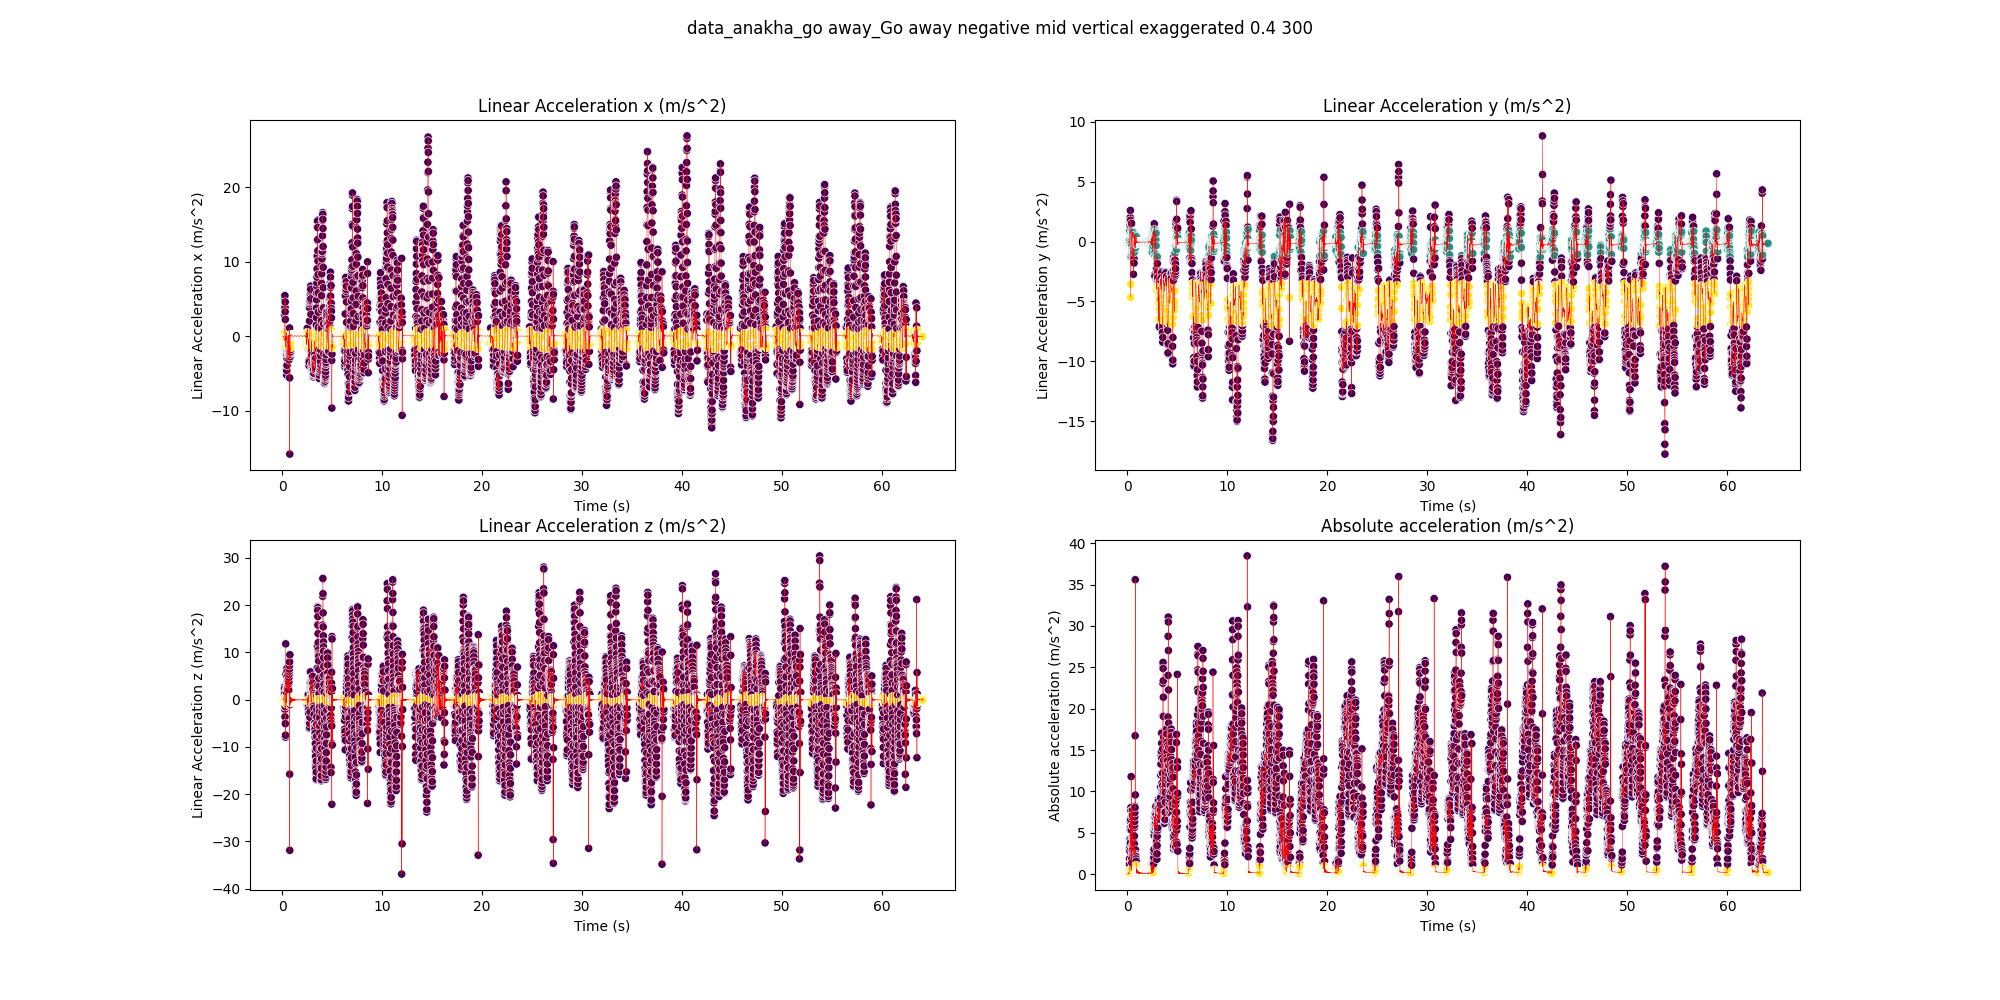 data_anakha_go away_Go away negative mid vertical exaggerated 0.4 300
Linear Acceleration x (m/s^2)
Linear Acceleration x (m/s^2)
20
10
0
−10
0 10 20 30 40 50 60
Time (s)
Linear Acceleration y (m/s^2)
Linear Acceleration y (m/s^2)
10
5
0
−5
−10
−15
0 10 20 30 40 50 60
Time (s)
Linear Acceleration z (m/s^2)
Linear Acceleration z (m/s^2)
30
20
10
0
−10
−20
−30
−40
0 10 20 30 40 50 60
Time (s)
Absolute acceleration (m/s^2)
Absolute acceleration (m/s^2)
40
35
30
25
20
15
10
5
0
0 10 20 30 40 50 60
Time (s)